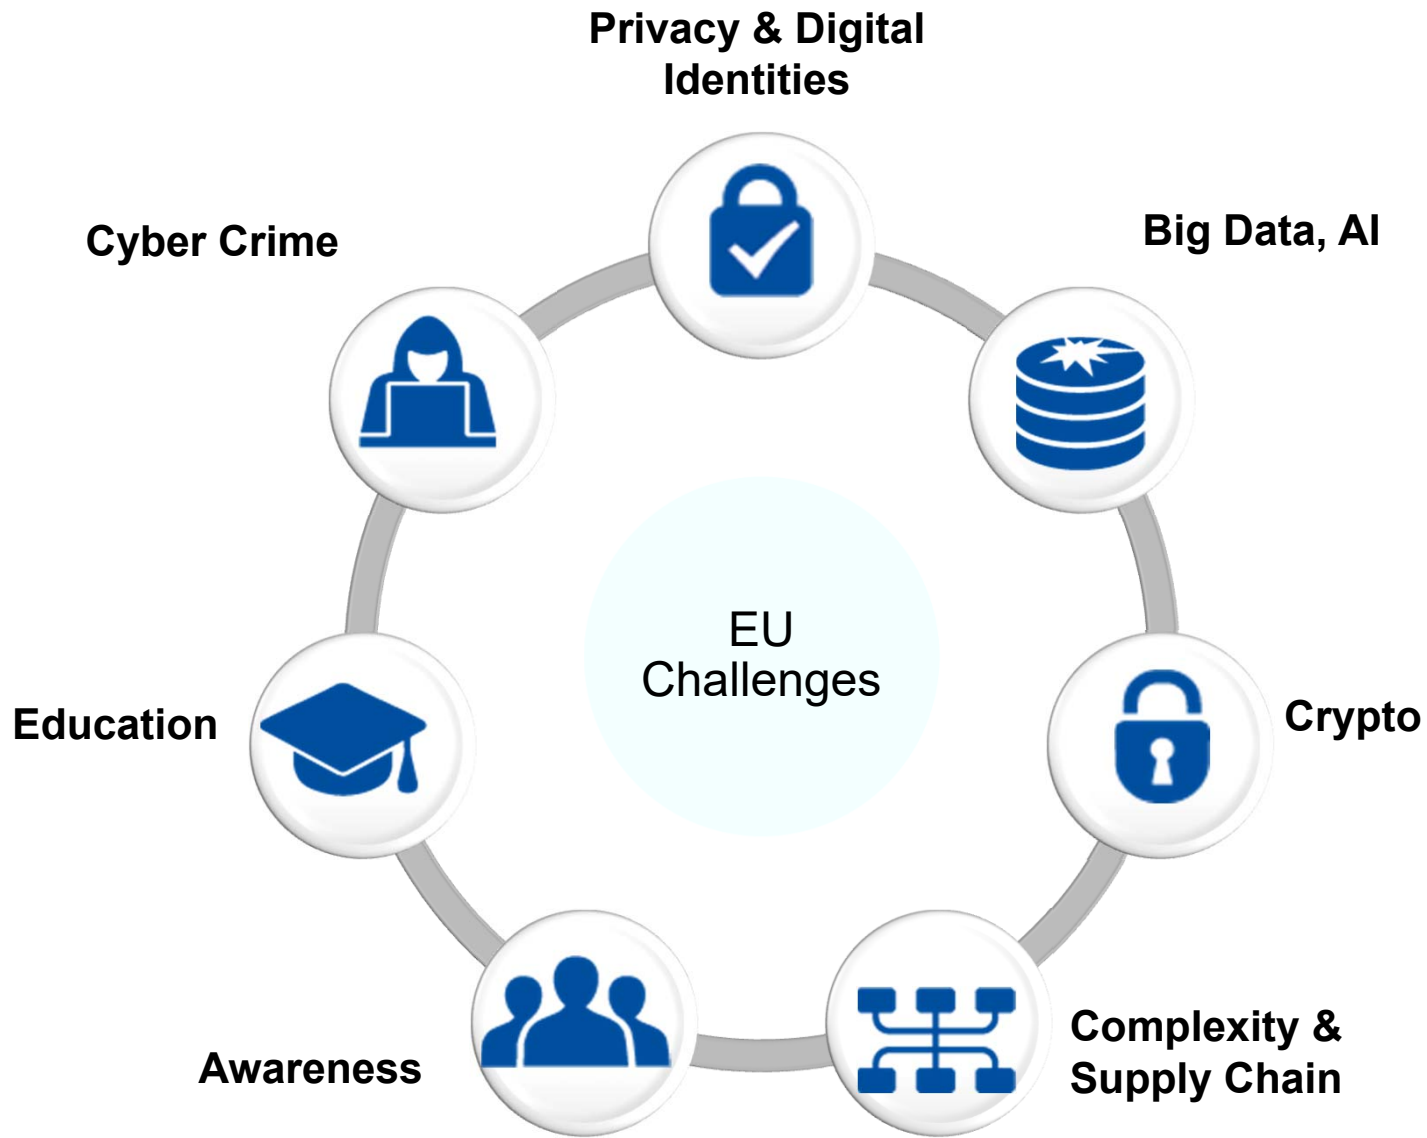 Privacy & Digital
Identities
Cyber Crime
Big Data, AI
EU
Challenges
Education
Crypto
Complexity &
Supply Chain
Awareness